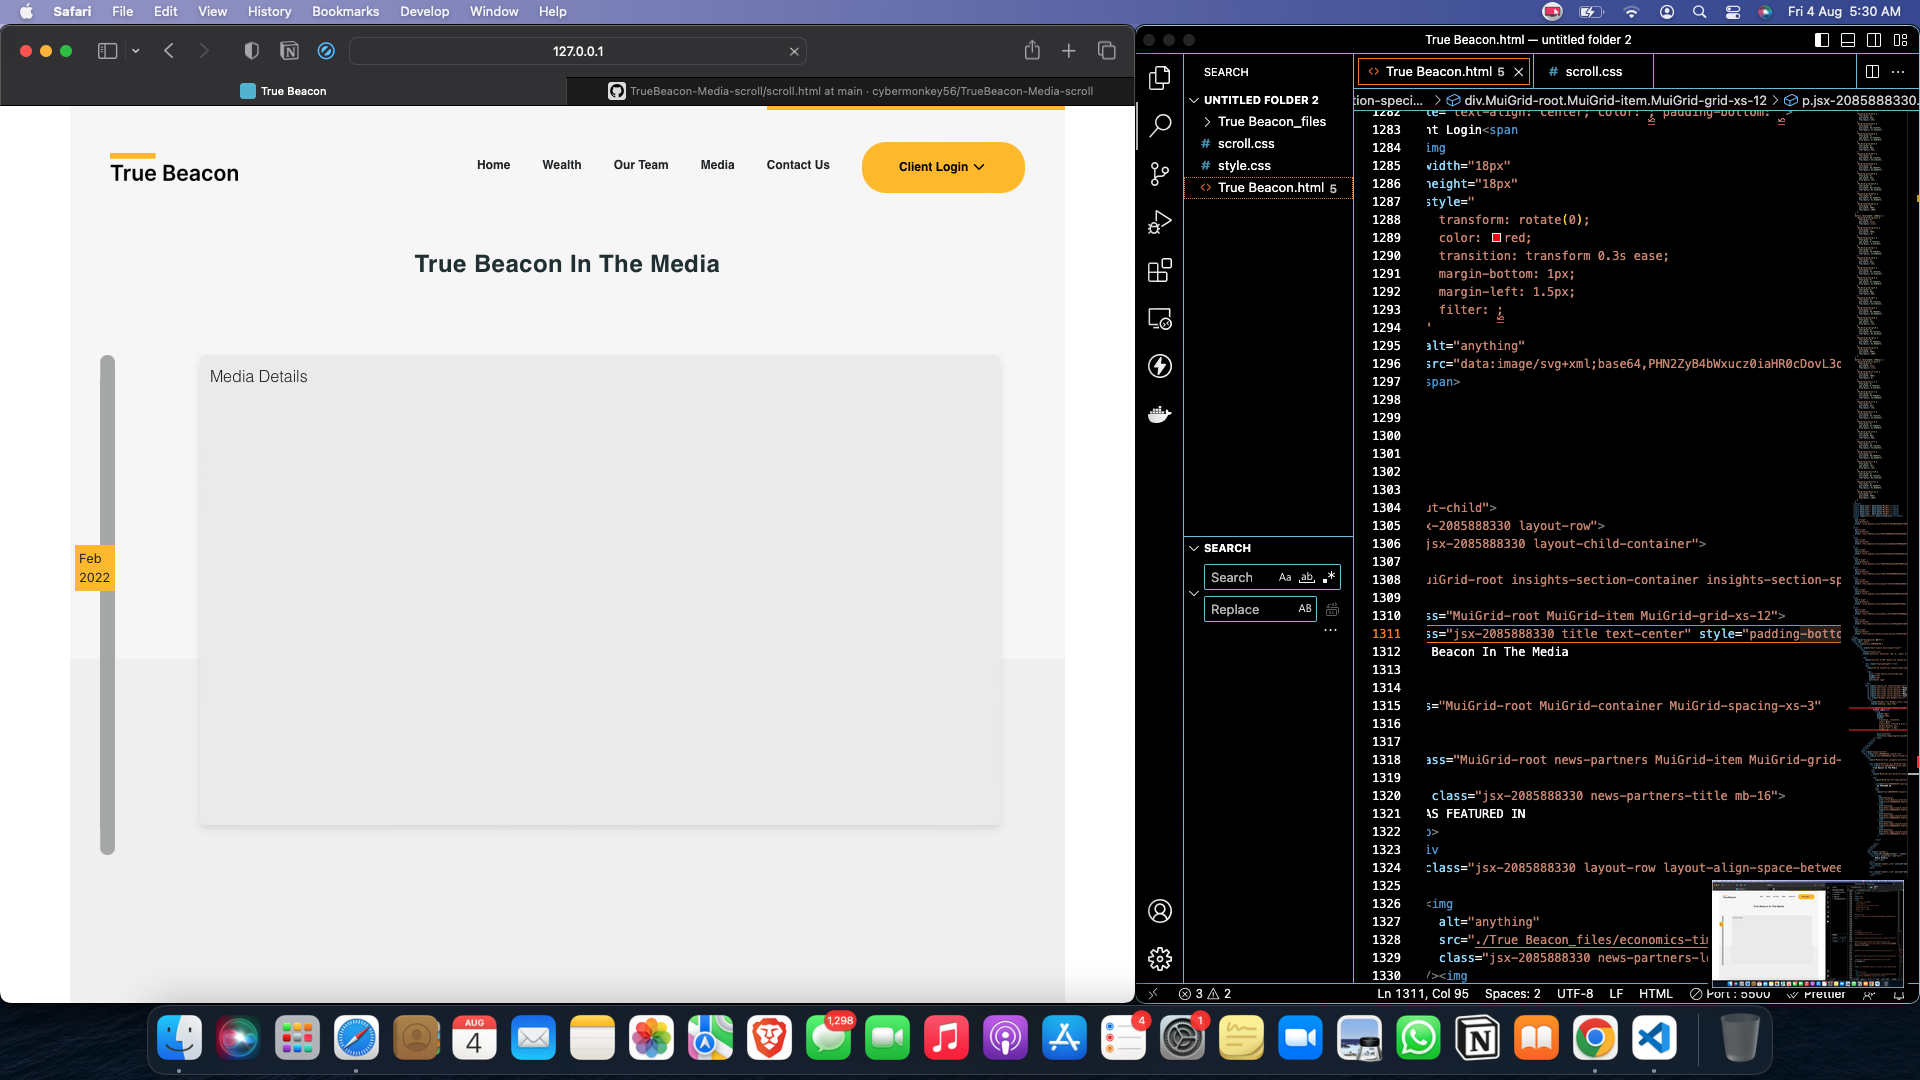 Safari File Edit View History Bookmarks Develop Window Help
Fri 4 Aug 5:30 AM
127.0.0.1
True Beacon
TrueBeacon-Media-scroll/scroll.html at main · cybermonkey56/TrueBeacon-Media-scroll
True Beacon
Home Wealth Our Team Media Contact Us Client Login
True Beacon In The Media
Media Details
Feb
2022
True Beacon.html — untitled folder 2
SEARCH
UNTITLED FOLDER 2
True Beacon_files
# scroll.css
# style.css
<> True Beacon.html 5
SEARCH
Search Aa ab
Replace AB
<> True Beacon.html 5
# scroll.css
tion-speci... > div.MuiGrid-root.MuiGrid-item.MuiGrid-grid-xs-12 > p.jsx-2085888330.
1282 le="text-align: center; color: ; padding-bottom: ">
1283 nt Login<span
1284 img
1285 width="18px"
1286 height="18px"
1287 style="
1288 transform: rotate(0);
1289 color: red;
1290 transition: transform 0.3s ease;
1291 margin-bottom: 1px;
1292 margin-left: 1.5px;
1293 filter: ;
1294 "
1295 alt="anything"
1296 src="data:image/svg+xml;base64,PHN2ZyB4bWxucz0iaHR0cDovL3d
1297 span>
1298
1299
1300
1301
1302
1303
1304 ut-child">
1305 x-2085888330 layout-row">
1306 jsx-2085888330 layout-child-container">
1307
1308 uiGrid-root insights-section-container insights-section-sp
1309
1310 ss="MuiGrid-root MuiGrid-item MuiGrid-grid-xs-12">
1311 ss="jsx-2085888330 title text-center" style="padding-botto
1312 Beacon In The Media
1313
1314
1315 s="MuiGrid-root MuiGrid-container MuiGrid-spacing-xs-3"
1316
1317
1318 ass="MuiGrid-root news-partners MuiGrid-item MuiGrid-grid-
1319
1320 class="jsx-2085888330 news-partners-title mb-16">
1321 AS FEATURED IN
1322 p>
1323 div
1324 class="jsx-2085888330 layout-row layout-align-space-betwee
1325
1326 <img
1327 alt="anything"
1328 src="./True Beacon_files/economics-ti
1329 class="jsx-2085888330 news-partners-l
1330 /><img
3 2
Ln 1311, Col 95 Spaces: 2 UTF-8 LF HTML Port : 5500 Prettier
AUG
4
1,298
4
1